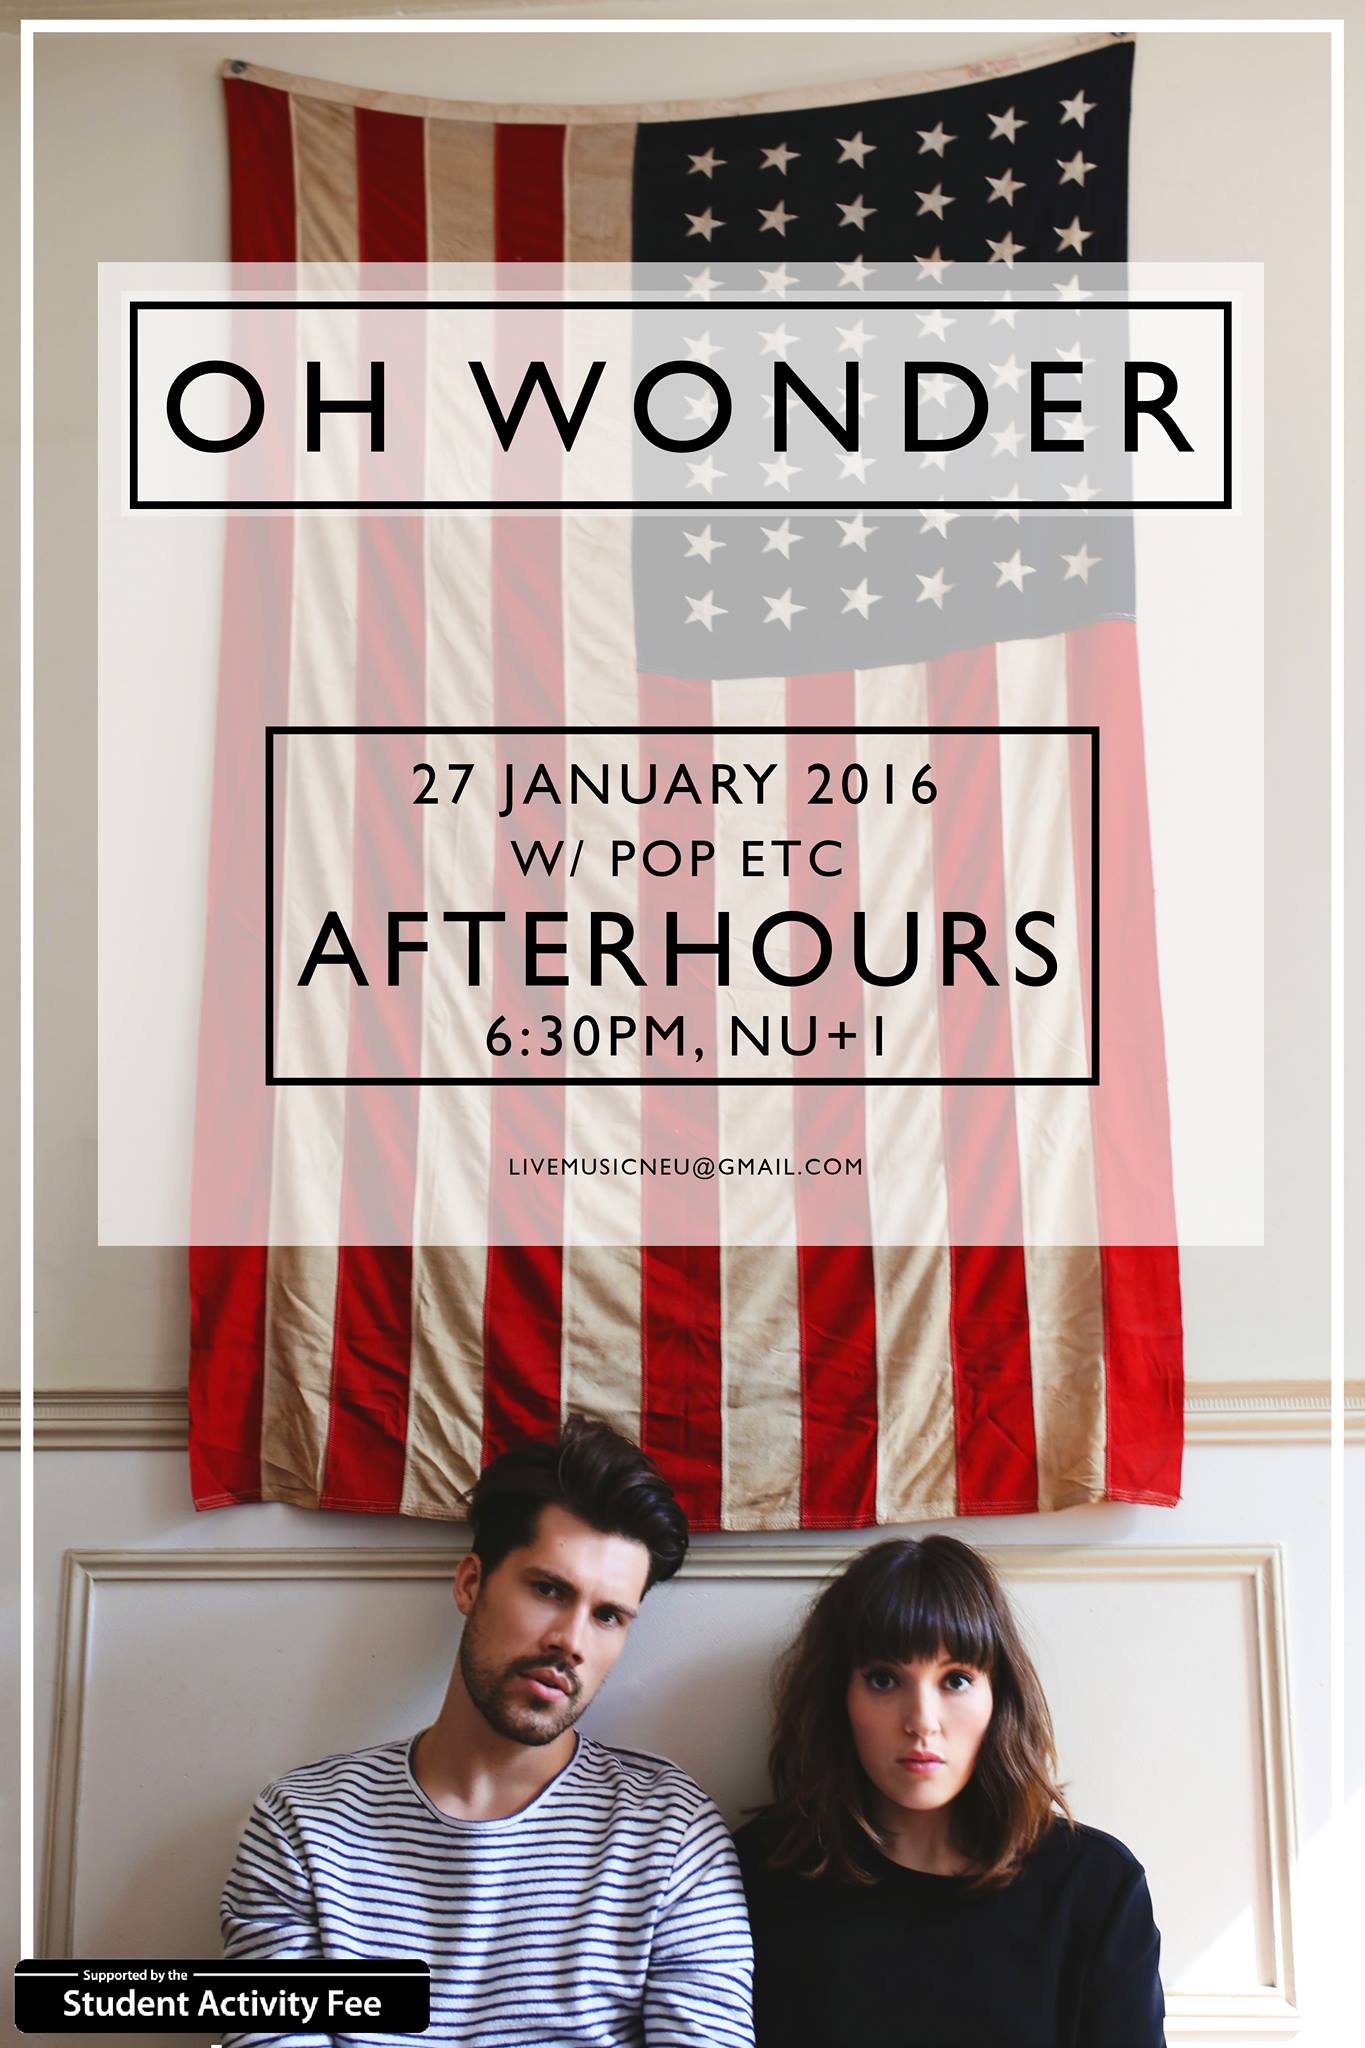 OH WONDER
27 JANUARY 2016
W/ POP ETC
AFTERHOURS
6:30PM, NU+1
LIVEMUSICNEU@GMAIL.COM
Supported by the
Student Activity Fee